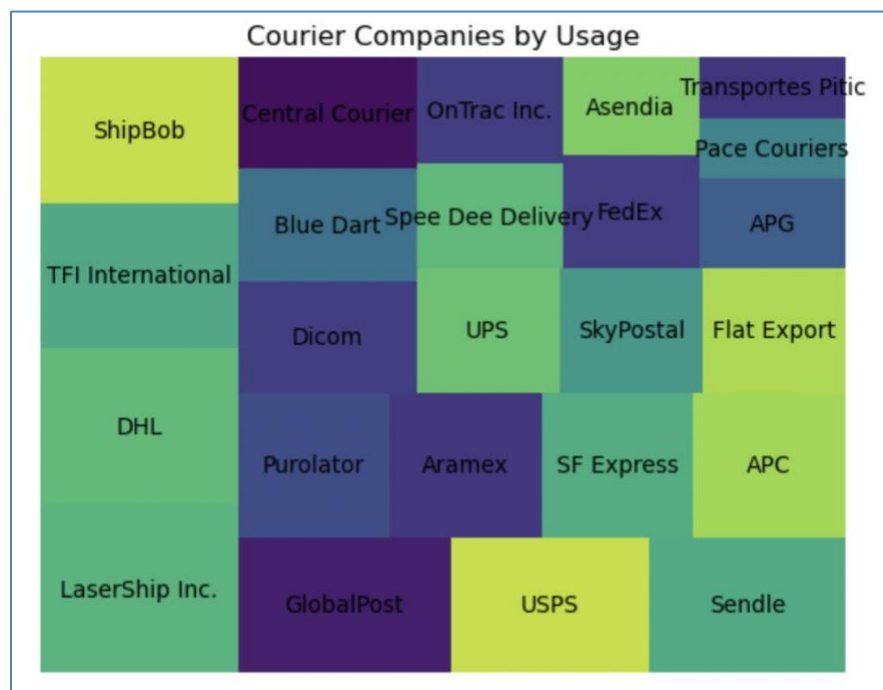 Courier Companies by Usage
ShipBob
Central Courier
OnTrac Inc.
Asendia
Transportes Pitic
Pace Couriers
TFI International
Blue Dart
Spee Dee Delivery
FedEx
APG
Dicom
UPS
SkyPostal
Flat Export
DHL
Purolator
Aramex
SF Express
APC
LaserShip Inc.
GlobalPost
USPS
Sendle